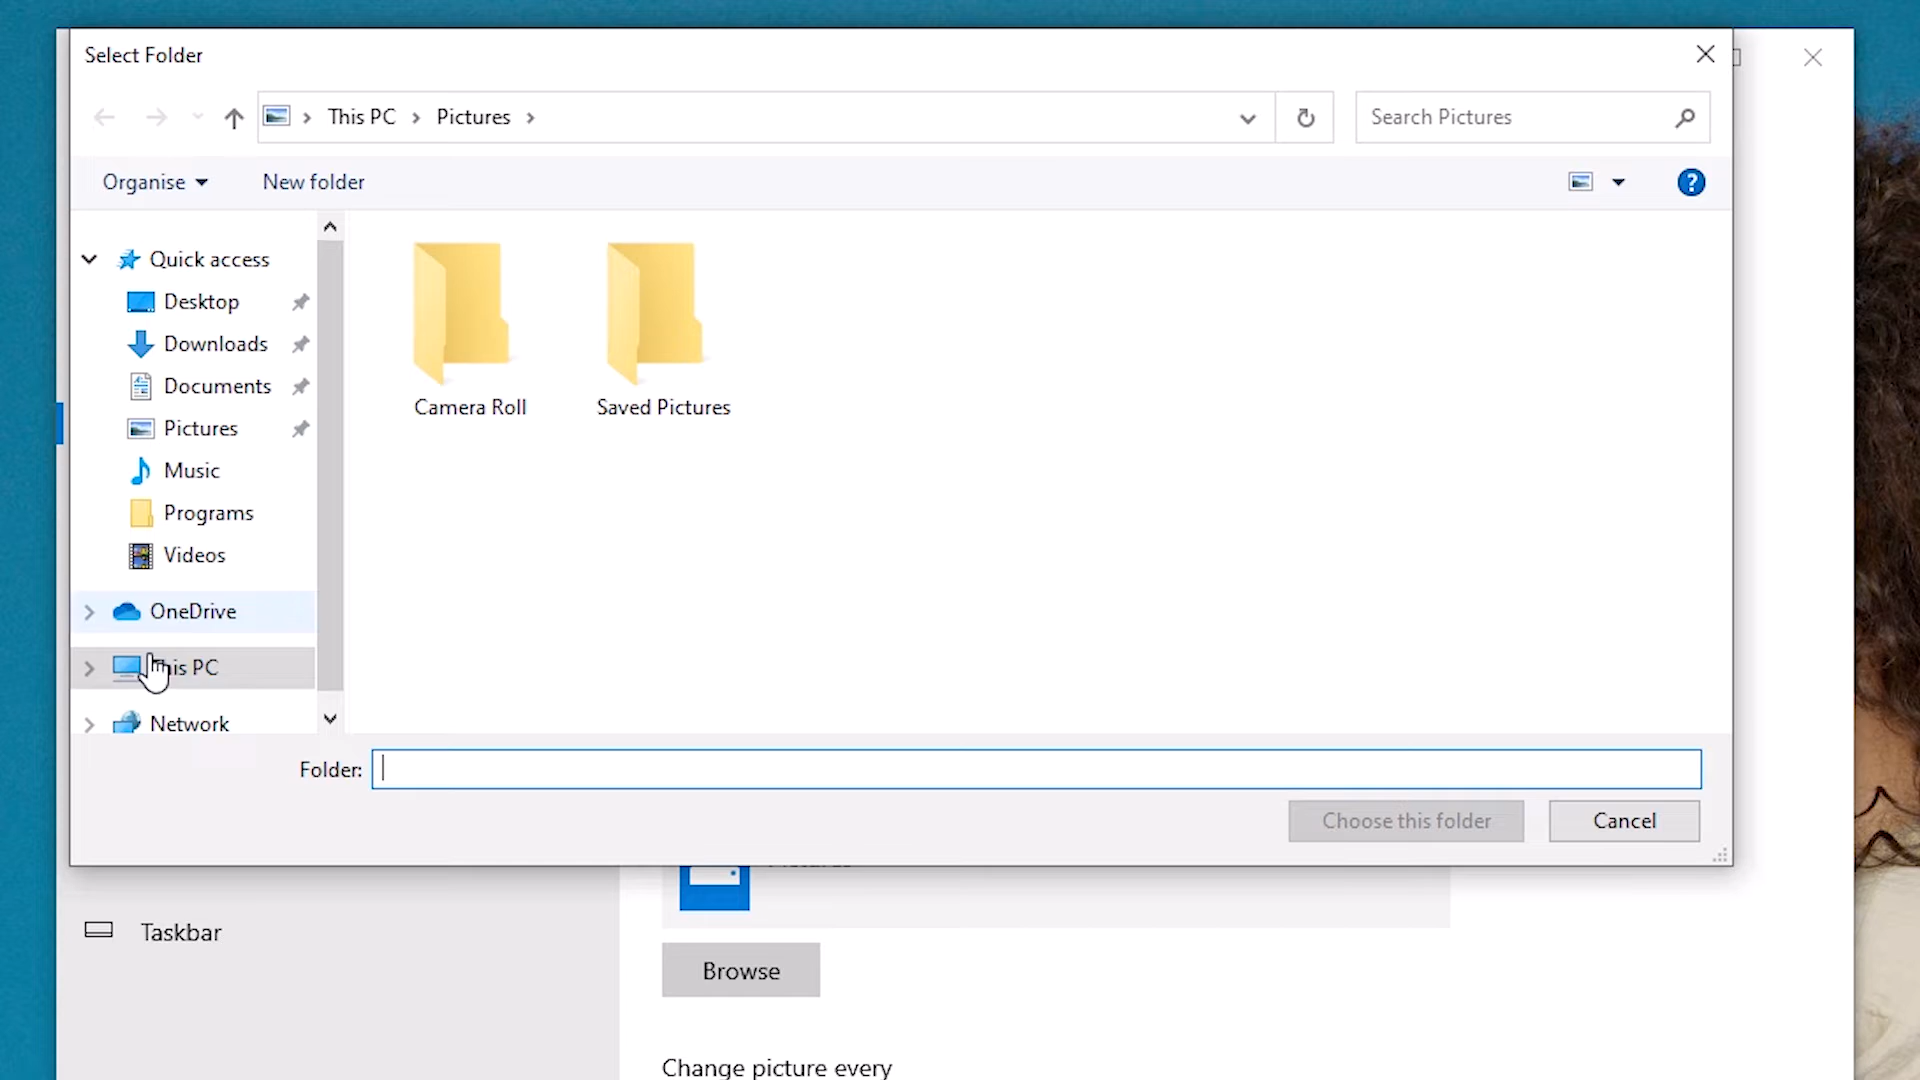 Select Folder
This PC
Pictures
Search Pictures
Organise
New folder
?
Quick access
Desktop
Downloads
Documents
Pictures
Music
Programs
Videos
OneDrive
This PC
Network
Camera Roll
Saved Pictures
Folder:
Choose this folder
Cancel
Taskbar
Browse
Change picture every